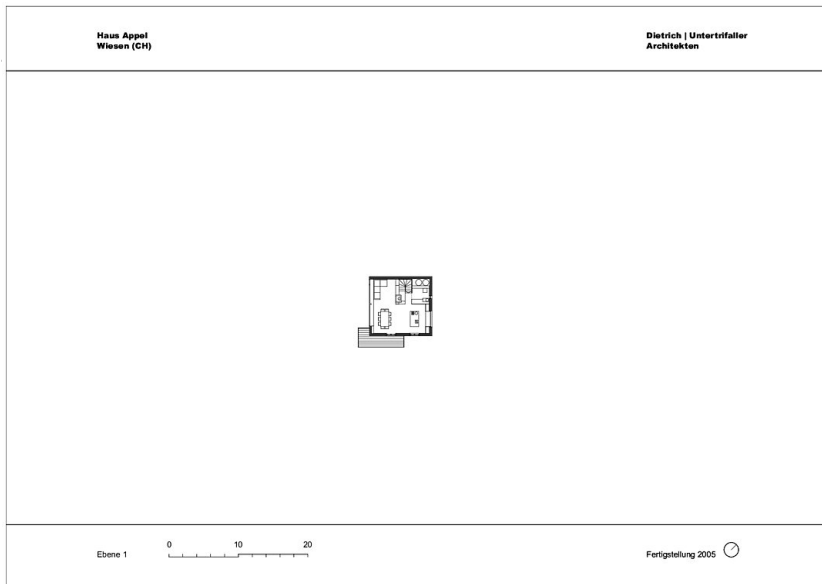 Haus Appel
Wiesen (CH)
Dietrich | Untertrifaller
Architekten
Ebene 1
0 10 20
Fertigstellung 2005